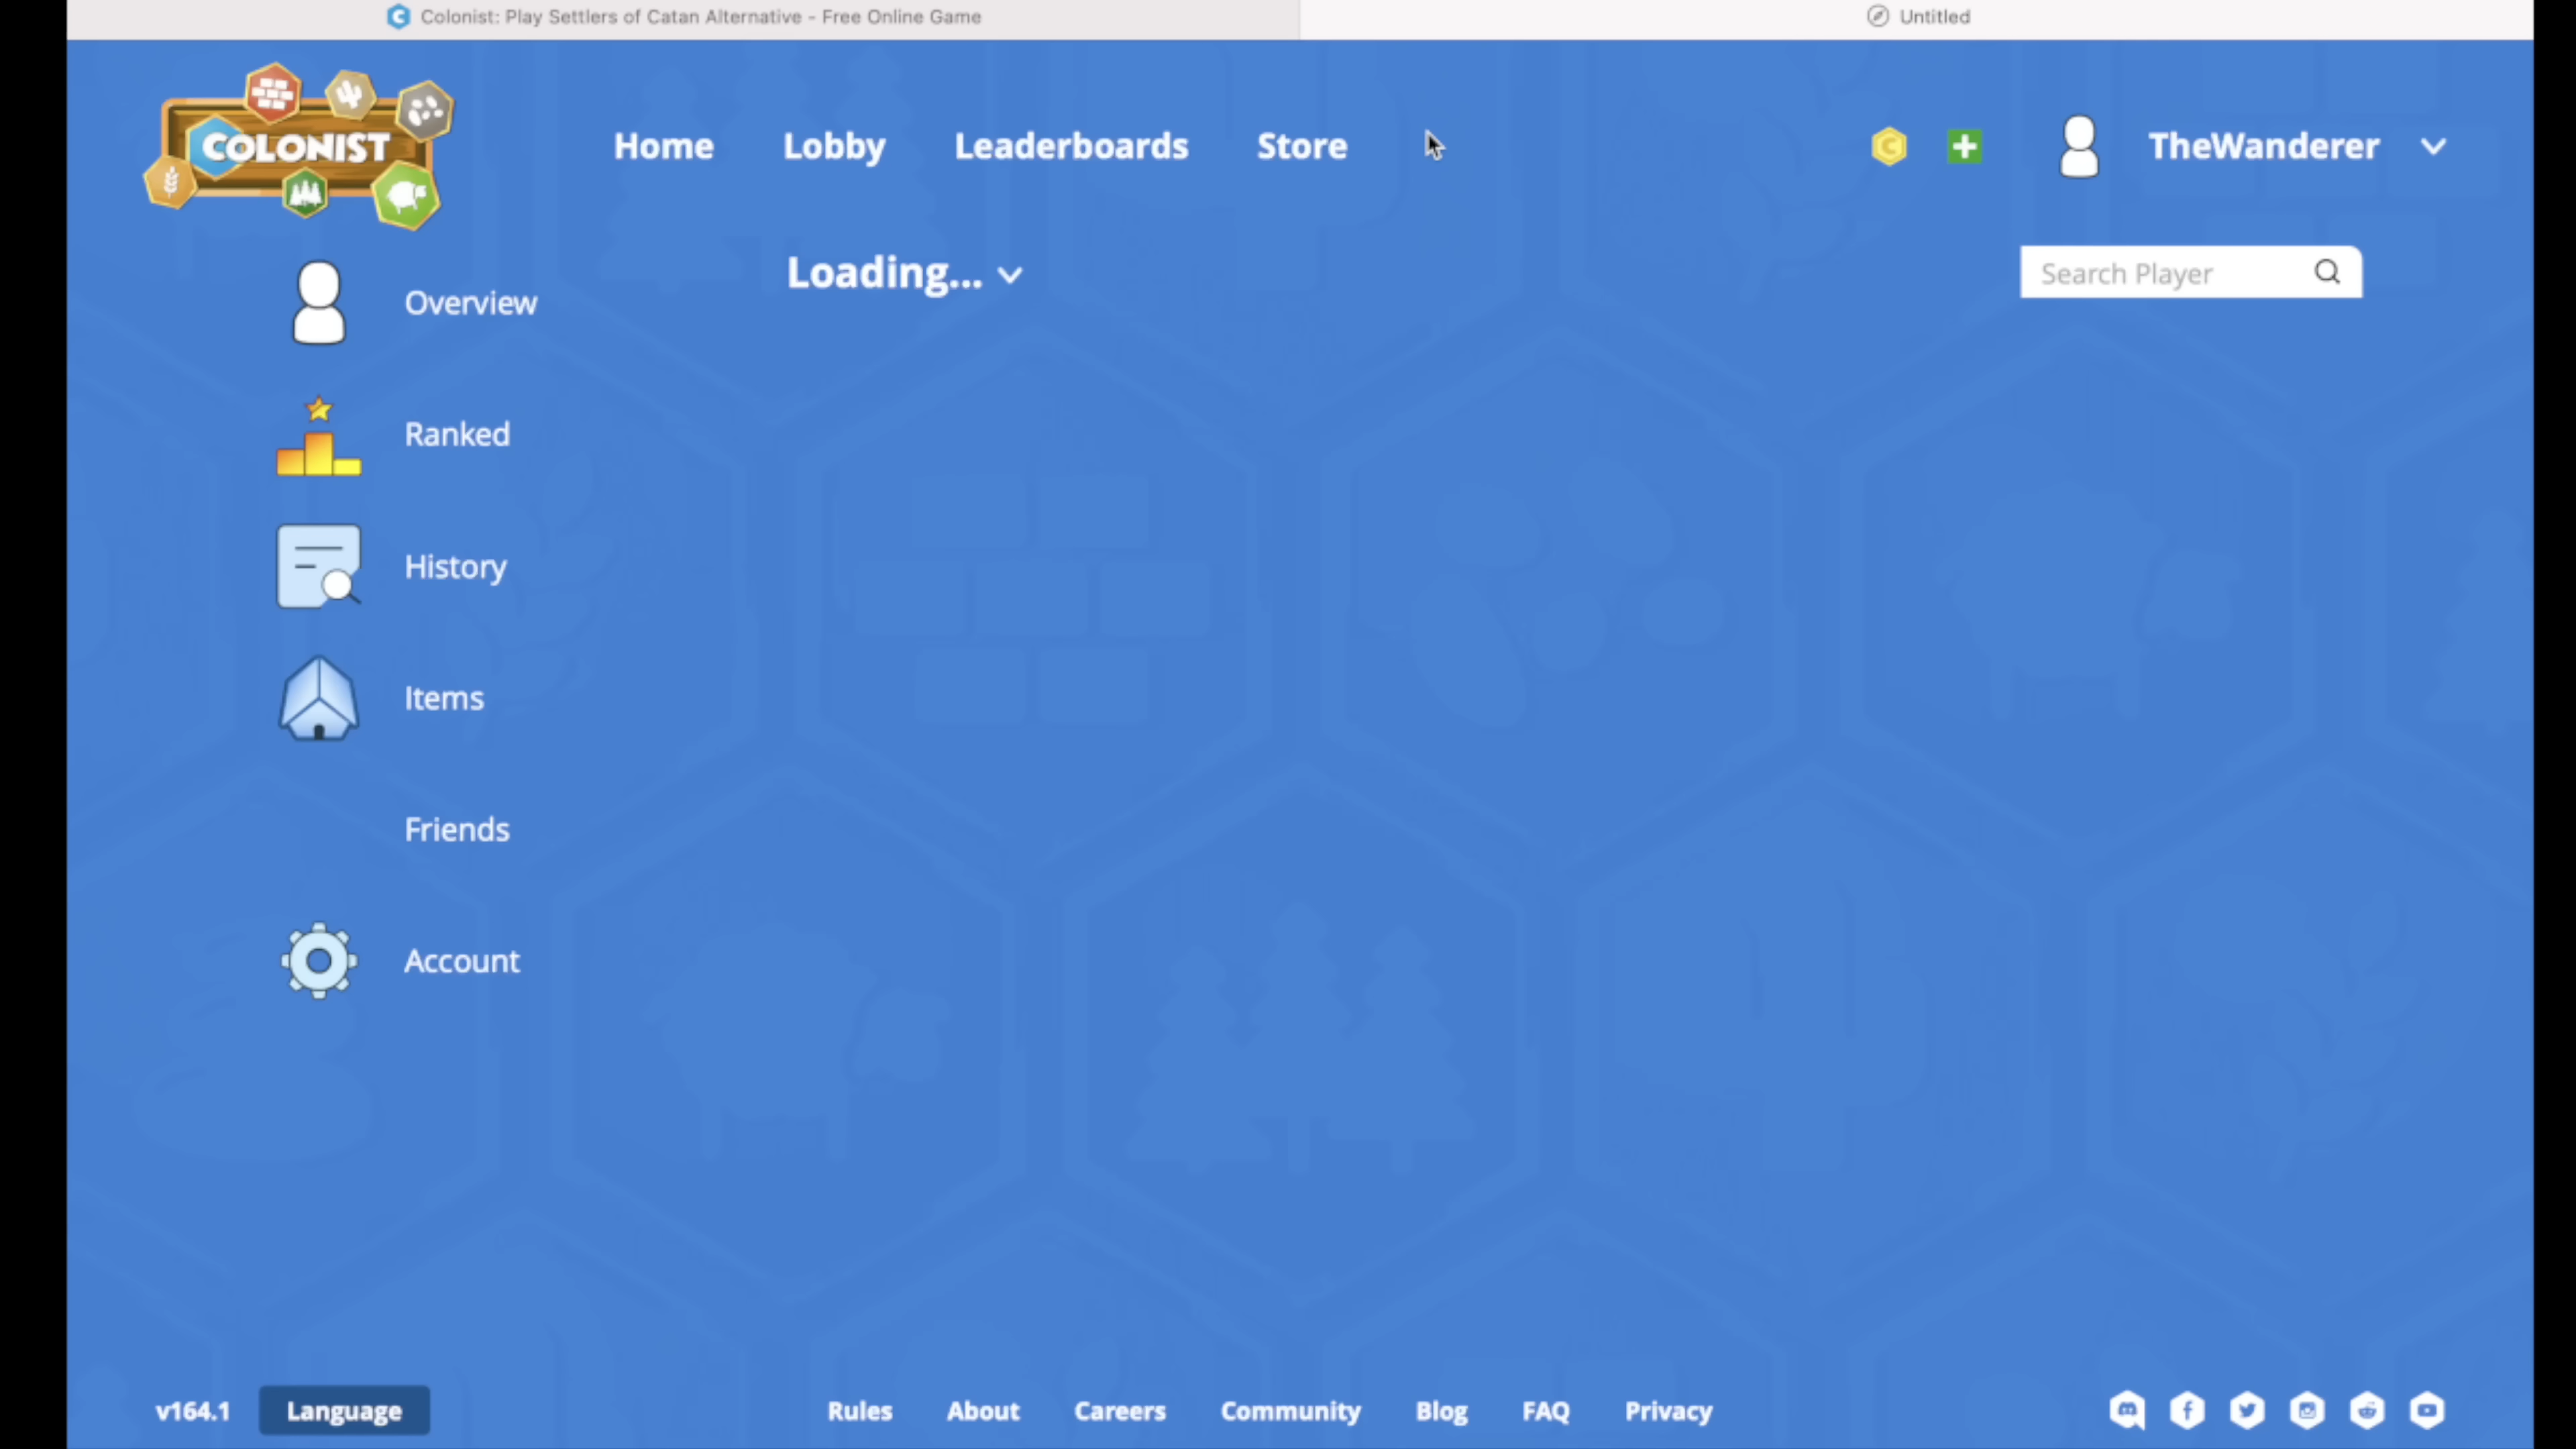 Colonist: Play Settlers of Catan Alternative - Free Online Game
Untitled
COLONIST
Home Lobby Leaderboards Store
C
TheWanderer
Loading...
Search Player
Overview
Ranked
History
Items
Friends
Account
v164.1 Language Rules About Careers Community Blog FAQ Privacy